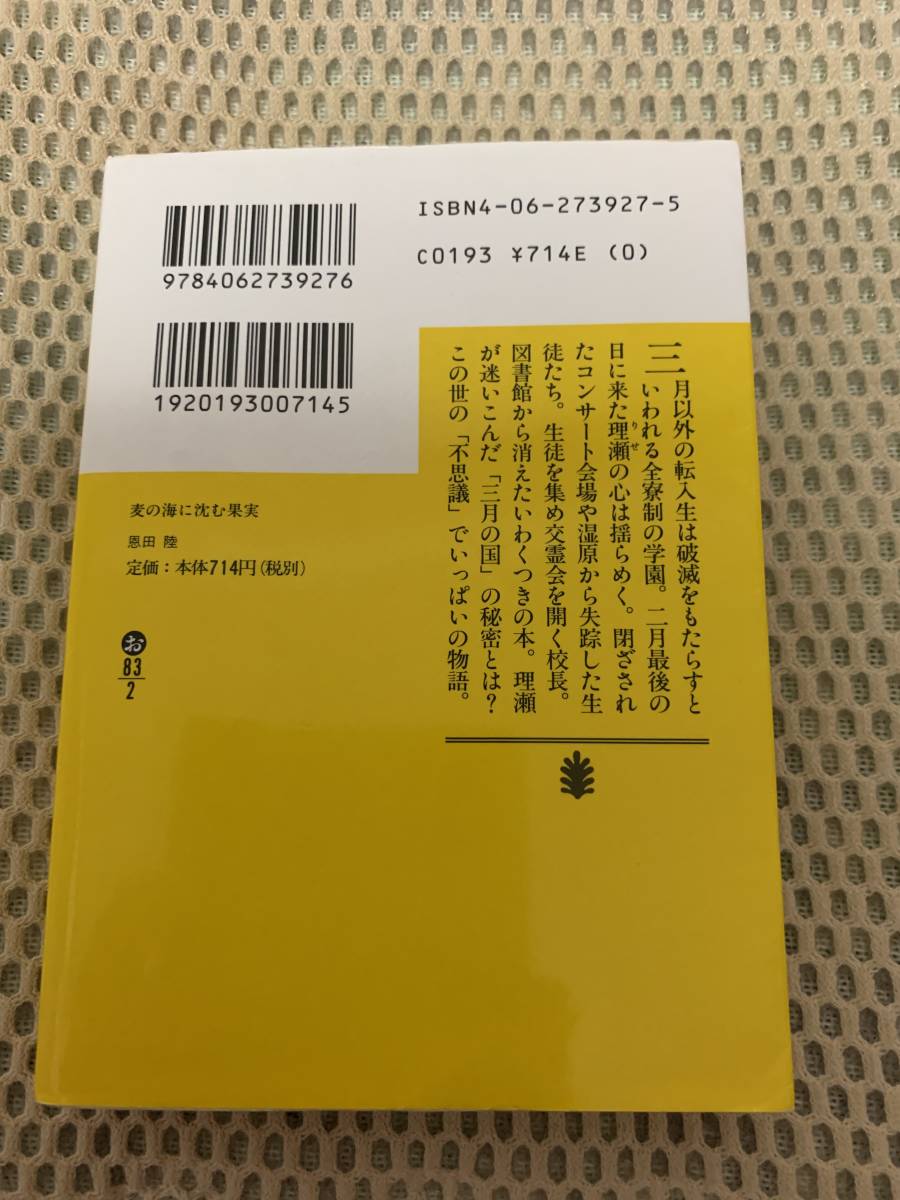 ISBN4-06-273927-5
C0193 ¥714E (0)
9784062739276
1920193007145
三月以外の転入生は破滅をもたらすと
いわれる全寮制の学園。二月最後の
日に来た理瀬の心は揺らめく。閉ざされ
りせ
たコンサート会場や湿原から失踪した生
徒たち。生徒を集め交霊会を開く校長。
図書館から消えたいわくつきの本。理瀬
が迷いこんだ「三月の国」の秘密とは?
この世の「不思議」でいっぱいの物語。
麦の海に沈む果実
恩田 陸
定価:本体714円(税別)
お
83
2